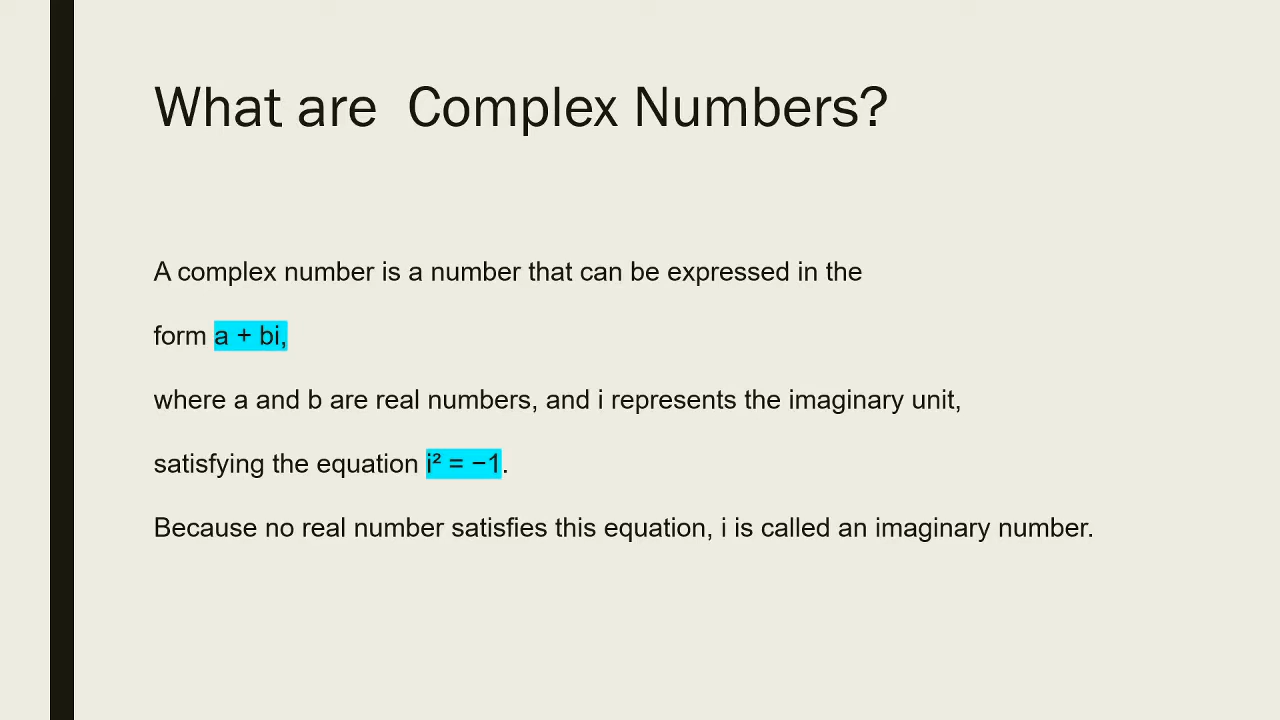 What are  Complex Numbers?
A complex number is a number that can be expressed in the
form a + bi,
where a and b are real numbers, and i represents the imaginary unit,
satisfying the equation i² = −1.
Because no real number satisfies this equation, i is called an imaginary number.